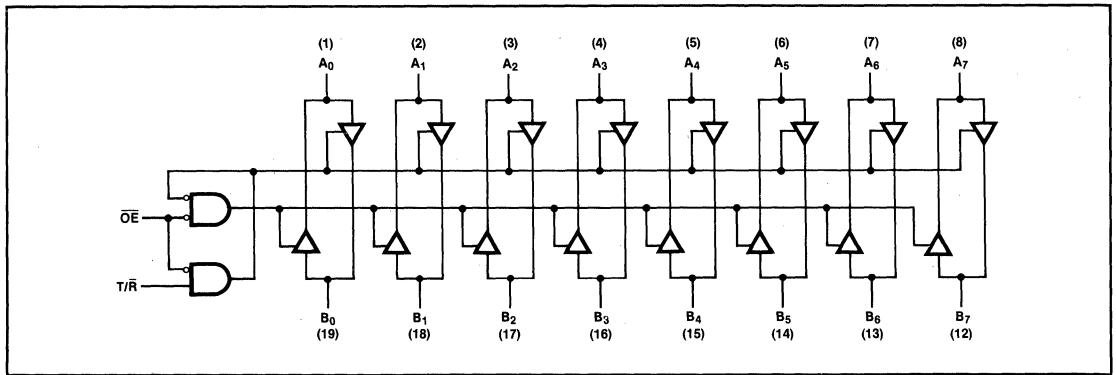 (1) (2) (3) (4) (5) (6) (7) (8)
A₀ A₁ A₂ A₃ A₄ A₅ A₆ A₇
O̅E̅
T/R̅
B₀ B₁ B₂ B₃ B₄ B₅ B₆ B₇
(19) (18) (17) (16) (15) (14) (13) (12)